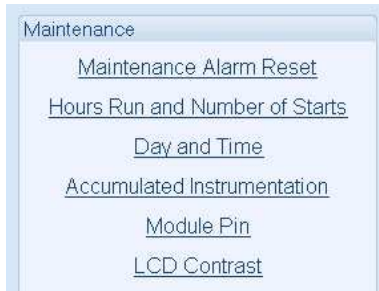 Maintenance
Maintenance Alarm Reset
Hours Run and Number of Starts
Day and Time
Accumulated Instrumentation
Module Pin
LCD Contrast